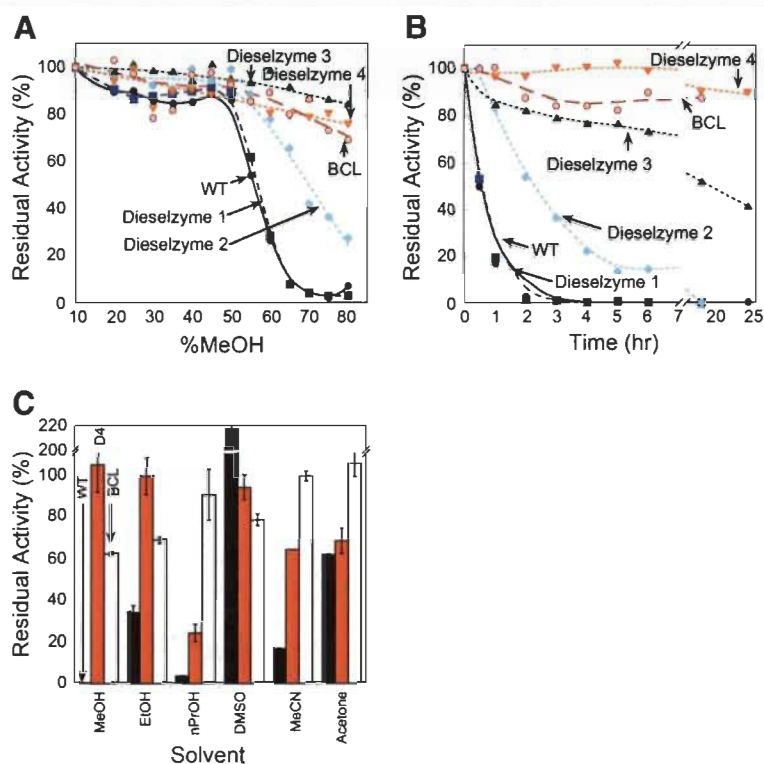 A
Residual Activity (%)
100
80
60
40
20
0
10 20 30 40 50 60 70 80
%MeOH
Dieselzyme 3
Dieselzyme 4
BCL
WT
Dieselzyme 1
Dieselzyme 2
B
Residual Activity (%)
100
80
60
40
20
0
0 1 2 3 4 5 6 7 20 25
Time (hr)
Dieselzyme 4
BCL
Dieselzyme 3
Dieselzyme 2
WT
Dieselzyme 1
C
Residual Activity (%)
220
200
100
80
60
40
20
0
WT
D4
BCL
MeOH
EtOH
nPrOH
DMSO
MeCN
Acetone
Solvent